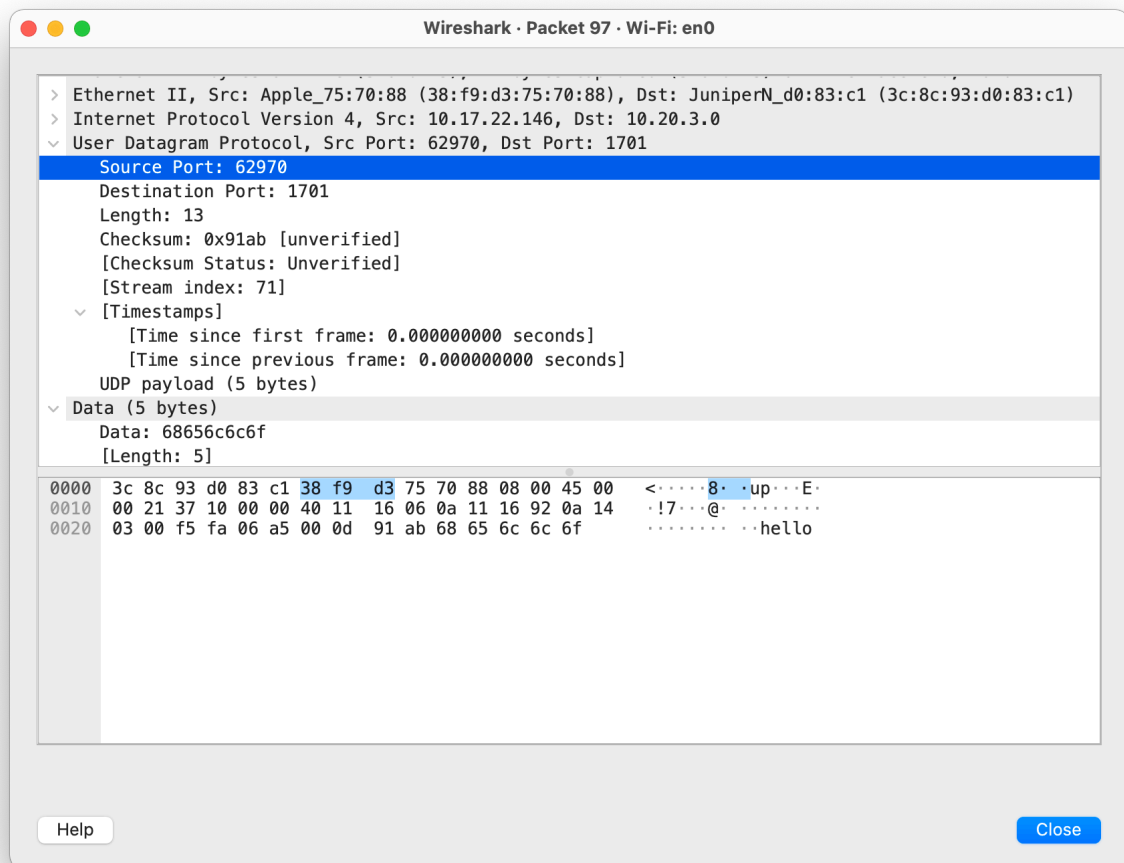 Wireshark · Packet 97 · Wi-Fi: en0
Ethernet II, Src: Apple_75:70:88 (38:f9:d3:75:70:88), Dst: JuniperN_d0:83:c1 (3c:8c:93:d0:83:c1)
Internet Protocol Version 4, Src: 10.17.22.146, Dst: 10.20.3.0
User Datagram Protocol, Src Port: 62970, Dst Port: 1701
Source Port: 62970
Destination Port: 1701
Length: 13
Checksum: 0x91ab [unverified]
[Checksum Status: Unverified]
[Stream index: 71]
[Timestamps]
[Time since first frame: 0.000000000 seconds]
[Time since previous frame: 0.000000000 seconds]
UDP payload (5 bytes)
Data (5 bytes)
Data: 68656c6c6f
[Length: 5]
0000 3c 8c 93 d0 83 c1 38 f9 d3 75 70 88 08 00 45 00 <·····8· ·up···E·
0010 00 21 37 10 00 00 40 11 16 06 0a 11 16 92 0a 14 ·!7···@· ········
0020 03 00 f5 fa 06 a5 00 0d 91 ab 68 65 6c 6c 6f ········ ··hello
Help
Close